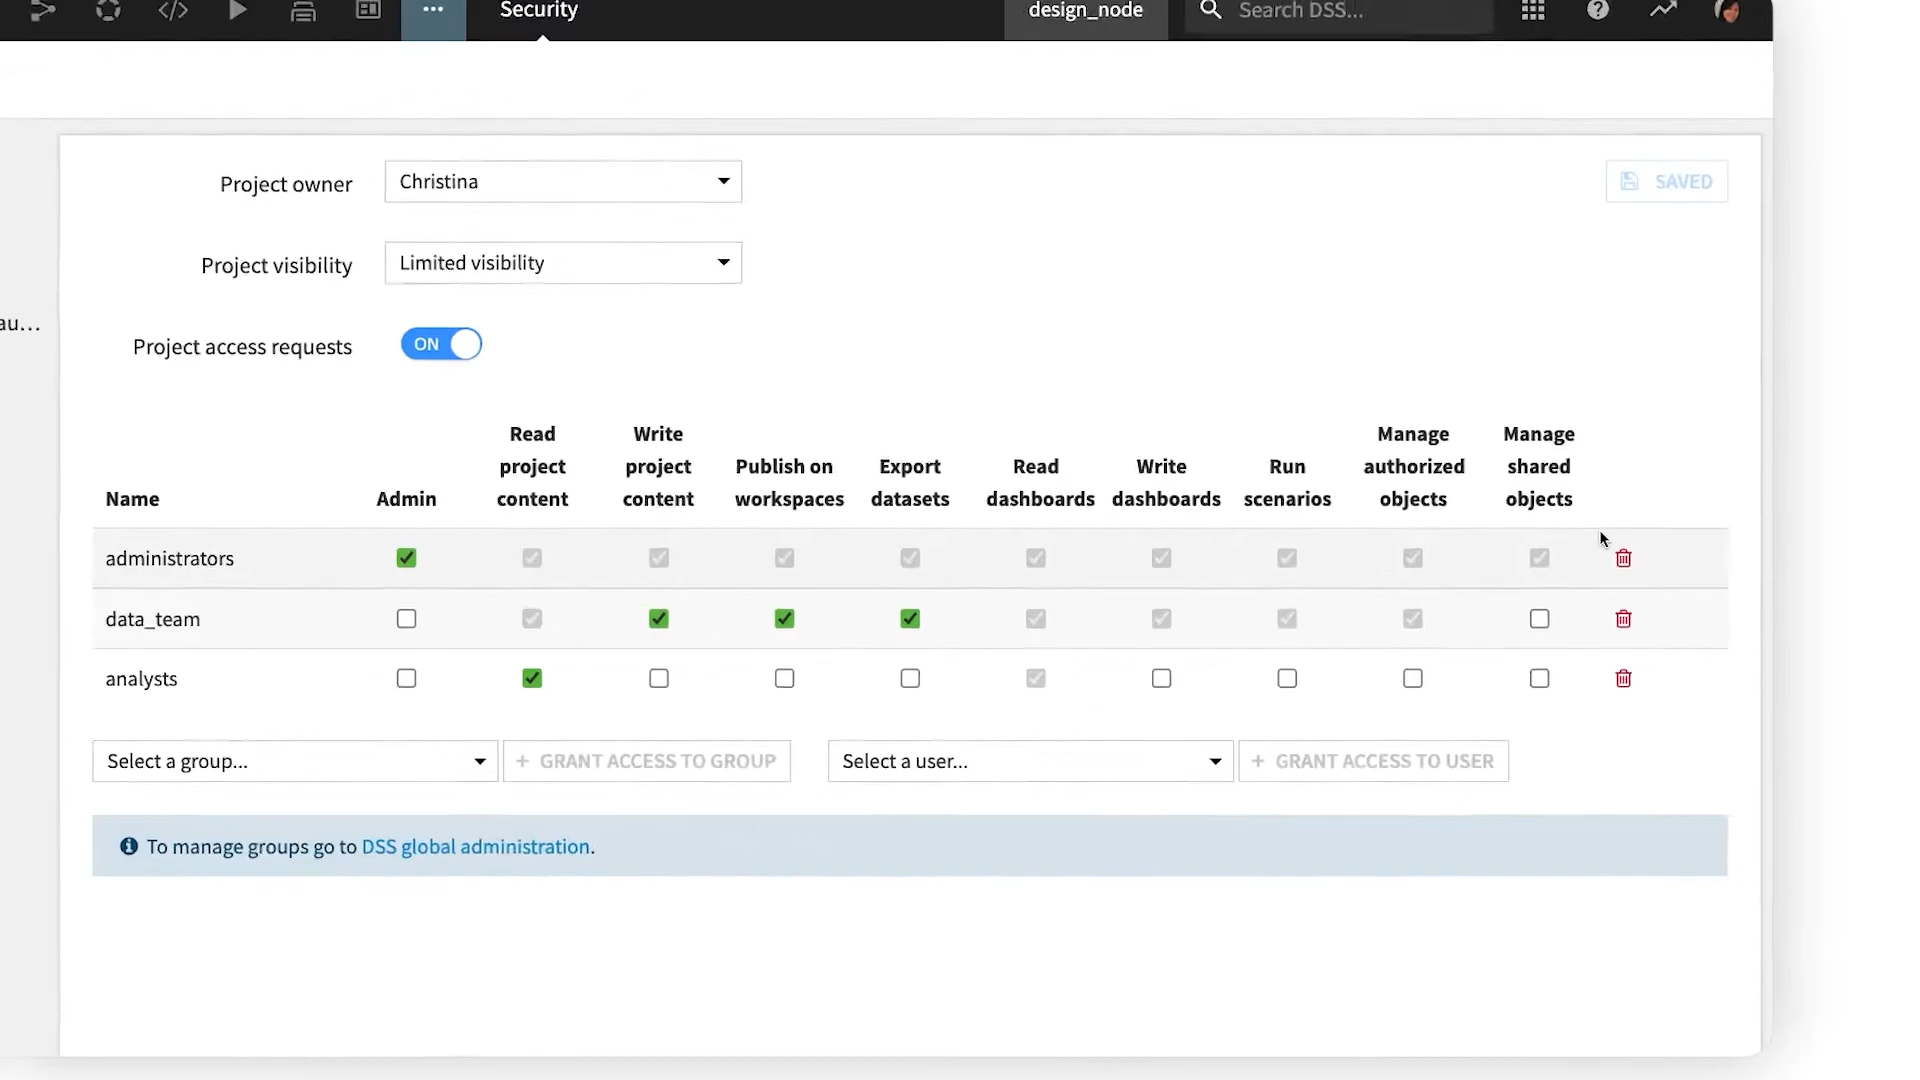 Security
design_node
Search DSS...
au...
Project owner
Christina
SAVED
Project visibility
Limited visibility
Project access requests
ON
Name
Admin
Read
project
content
Write
project
content
Publish on
workspaces
Export
datasets
Read
dashboards
Write
dashboards
Run
scenarios
Manage
authorized
objects
Manage
shared
objects
administrators
data_team
analysts
Select a group...
+ GRANT ACCESS TO GROUP
Select a user...
+ GRANT ACCESS TO USER
To manage groups go to DSS global administration.